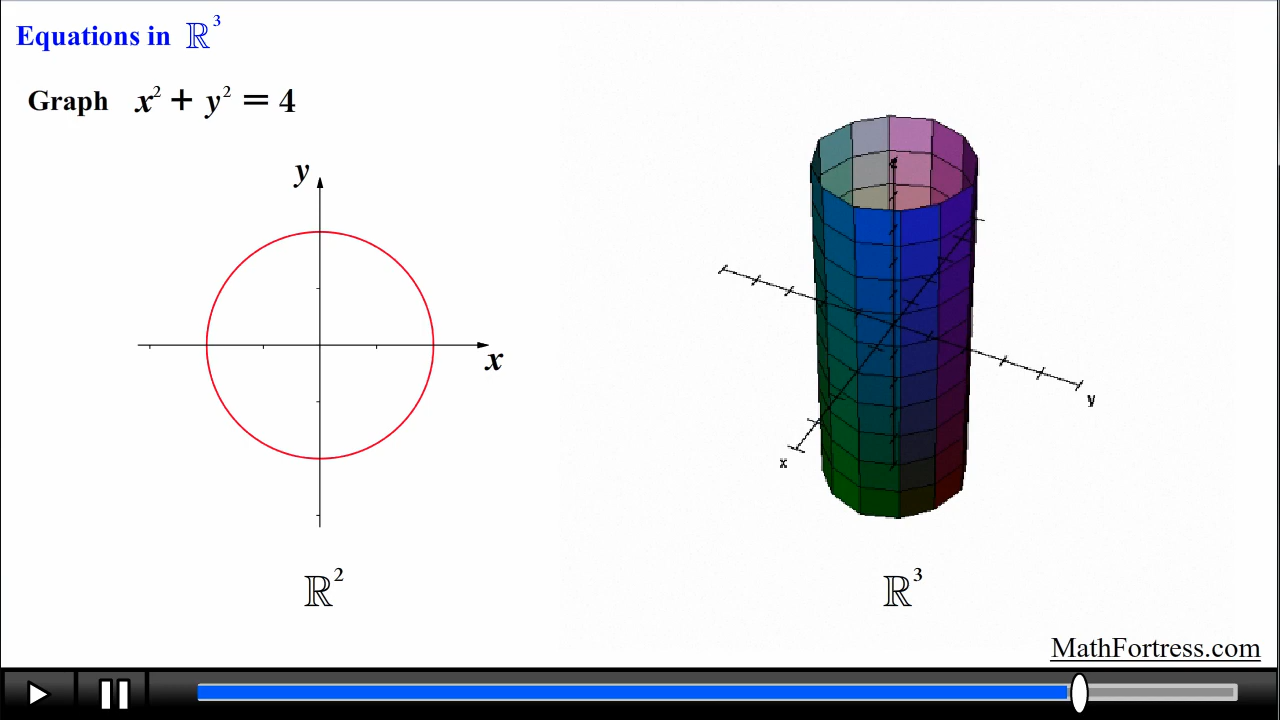 Equations in ℝ³
Graph x² + y² = 4
y
x
z
y
x
ℝ²
ℝ³
MathFortress.com